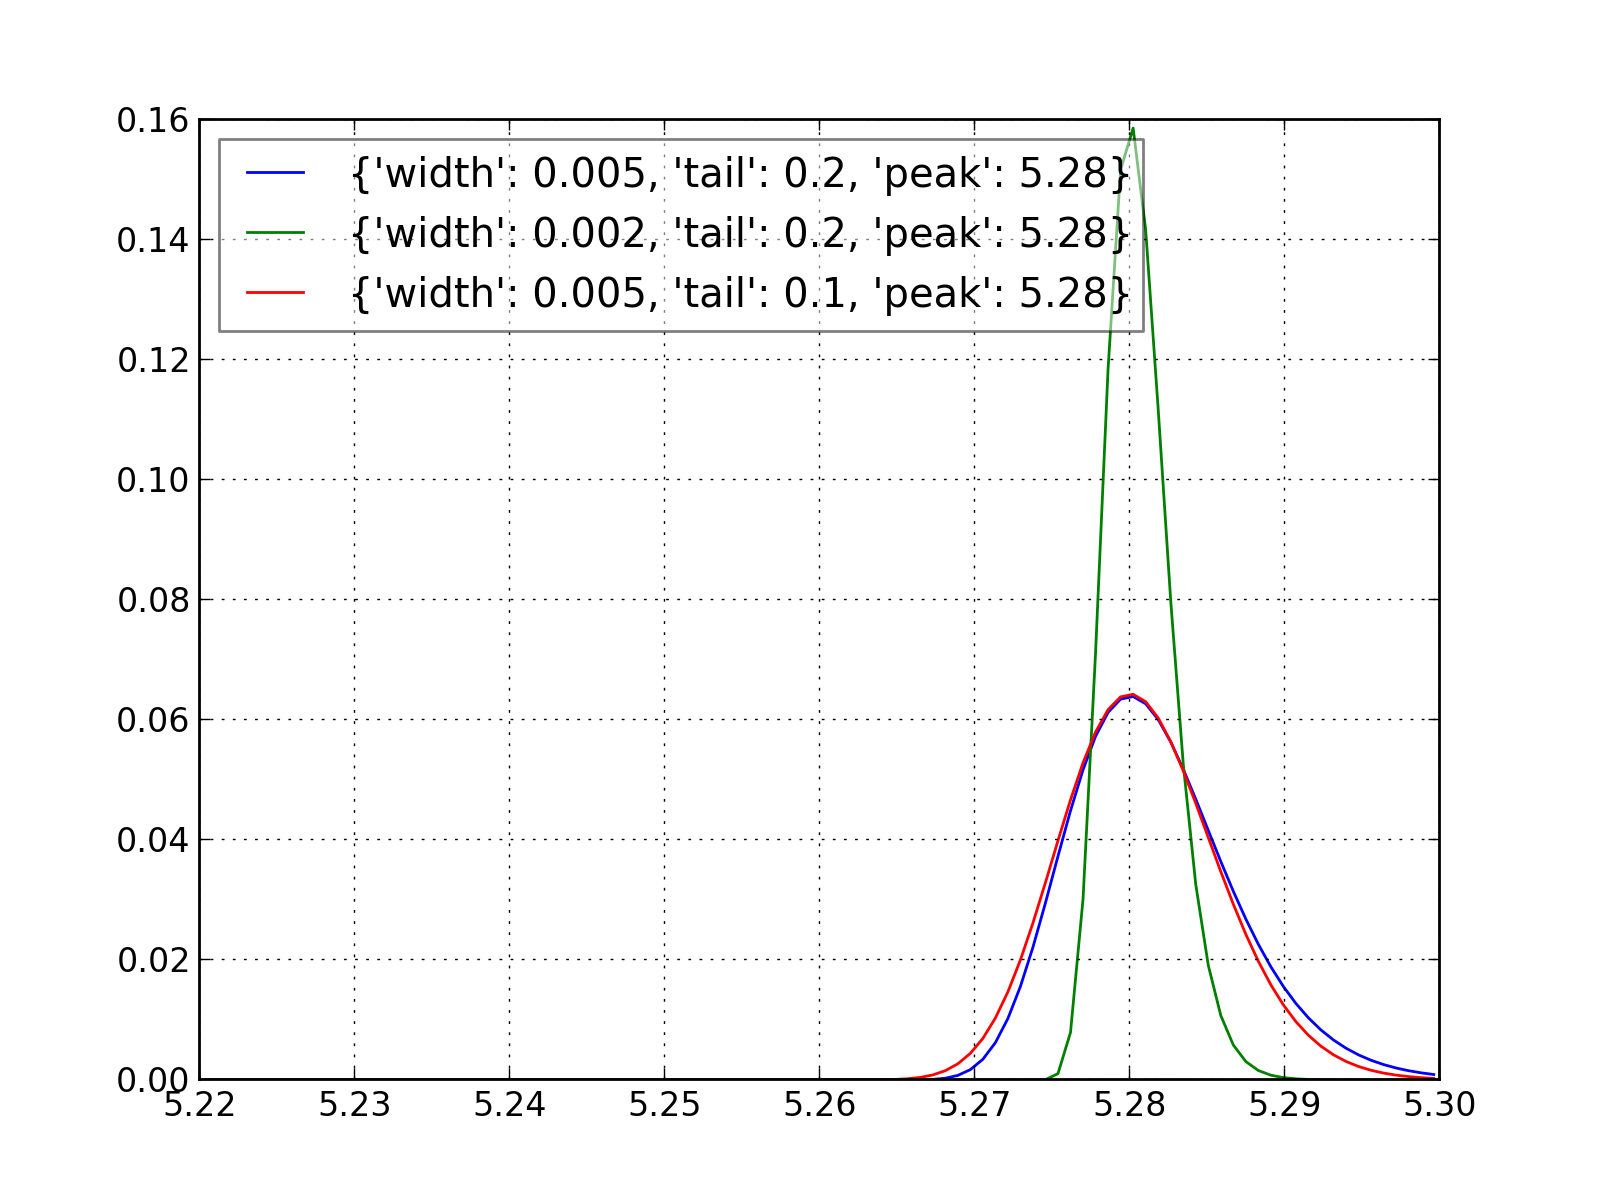 0.16
{'width': 0.005, 'tail': 0.2, 'peak': 5.28}
{'width': 0.002, 'tail': 0.2, 'peak': 5.28}
0.14
{'width': 0.005, 'tail': 0.1, 'peak': 5.28}
0.12
0.10
0.08
0.06
0.04
0.02
0.00
5.22 5.23 5.24 5.25 5.26 5.27 5.28 5.29 5.30